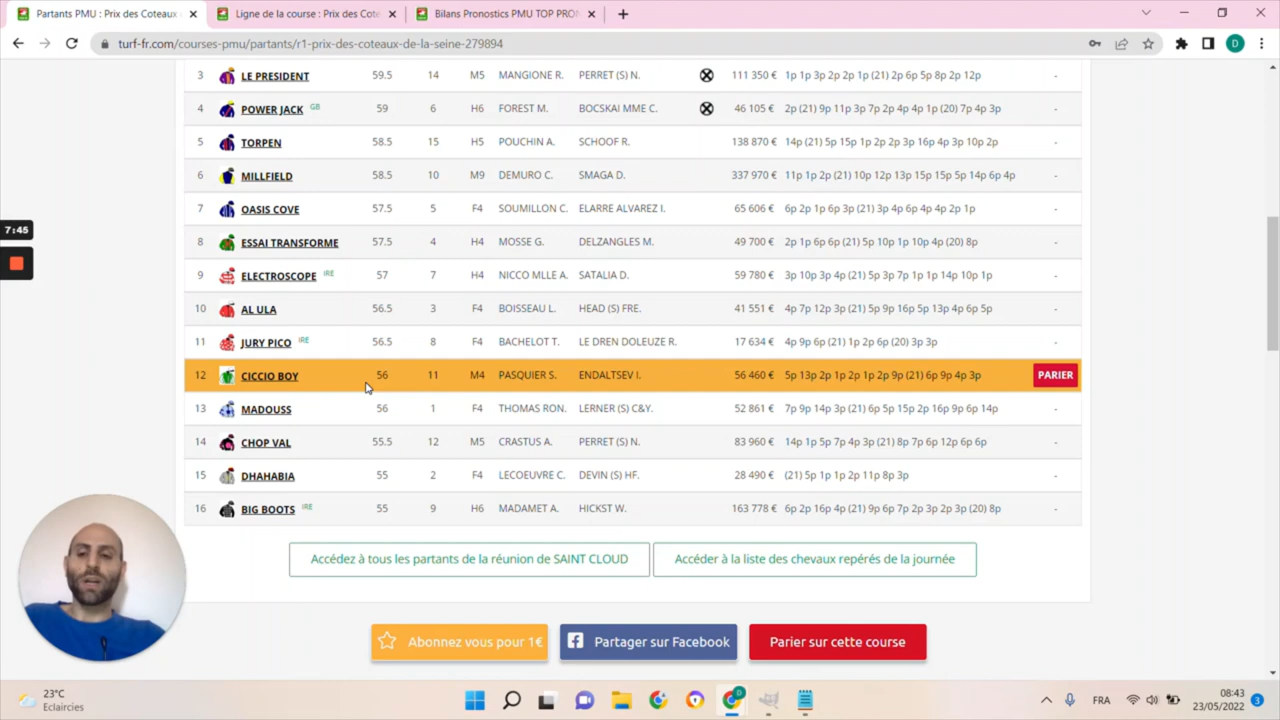 Partants PMU : Prix des Coteaux
Ligne de la course : Prix des Cote
Bilans Pronostics PMU TOP PRON
turf-fr.com/courses-pmu/partants/r1-prix-des-coteaux-de-la-seine-279894
D
3 LE PRESIDENT 59.5 14 M5 MANGIONE R. PERRET (S) N. 111 350 € 1p 1p 3p 2p 2p 1p (21) 2p 6p 5p 8p 2p 12p -
4 POWER JACK GB 59 6 H6 FOREST M. BOCSKAI MME C. 46 105 € 2p (21) 9p 11p 3p 7p 2p 4p 4p 1p (20) 7p 4p 3p -
5 TORPEN 58.5 15 H5 POUCHIN A. SCHOOF R. 138 870 € 14p (21) 5p 15p 1p 2p 2p 3p 16p 4p 3p 10p 2p -
6 MILLFIELD 58.5 10 M9 DEMURO C. SMAGA D. 337 970 € 11p 1p 2p (21) 10p 12p 13p 15p 15p 5p 14p 6p 4p -
7 OASIS COVE 57.5 5 F4 SOUMILLON C. ELARRE ALVAREZ I. 65 606 € 6p 2p 1p 6p 3p (21) 3p 4p 6p 4p 4p 2p 1p -
8 ESSAI TRANSFORME 57.5 4 H4 MOSSE G. DELZANGLES M. 49 700 € 2p 1p 6p 6p (21) 5p 10p 1p 10p 4p (20) 8p -
9 ELECTROSCOPE IRE 57 7 H4 NICCO MLLE A. SATALIA D. 59 780 € 3p 10p 3p 4p (21) 5p 3p 7p 1p 1p 14p 10p 1p -
10 AL ULA 56.5 3 F4 BOISSEAU L. HEAD (S) FRE. 41 551 € 4p 7p 12p 15p (21) 5p 9p 16p 5p 13p 4p 6p 5p -
11 JURY PICO IRE 56.5 8 F4 BACHELOT T. LE DREN DOLEUZE R. 17 634 € 4p 9p 6p (21) 1p 2p 6p (20) 3p 3p -
12 CICCIO BOY 56 11 M4 PASQUIER S. ENDALTSEV I. 56 460 € 5p 13p 2p 1p 2p 1p 2p 9p (21) 6p 9p 4p 3p PARIER
13 MADOUSS 56 1 F4 THOMAS RON. LERNER (S) C&Y. 52 861 € 7p 9p 14p 3p (21) 6p 5p 15p 2p 16p 9p 6p 14p -
14 CHOP VAL 55.5 12 M5 CRASTUS A. PERRET (S) N. 83 960 € 14p 1p 5p 7p 4p 3p (21) 8p 7p 6p 12p 6p 6p -
15 DHAHABIA 55 2 F4 LECOEUVRE C. DEVIN (S) HF. 28 490 € (21) 5p 1p 1p 2p 11p 8p 3p -
16 BIG BOOTS IRE 55 9 H6 MADAMET A. HICKST W. 163 778 € 6p 2p 16p 4p (21) 9p 6p 7p 2p 3p 2p 3p (20) 8p -
7:45
Accédez à tous les partants de la réunion de SAINT CLOUD
Accéder à la liste des chevaux repérés de la journée
Abonnez vous pour 1€
Partager sur Facebook
Parier sur cette course
23°C
Eclaircies
D
FRA
08:43
23/05/2022
3